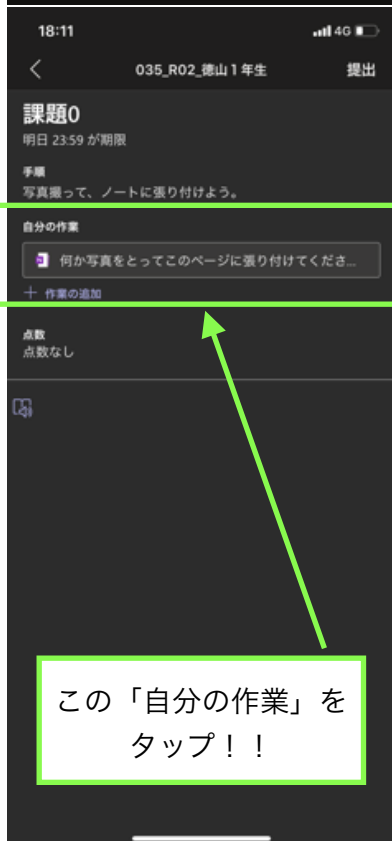 18:11
4G
035_R02_徳山1年生
提出
課題0
明日 23:59 が期限
手順
写真撮って、ノートに張り付けよう。
自分の作業
何か写真をとってこのページに張り付けてくださ...
＋ 作業の追加
点数
点数なし
この「自分の作業」を
タップ！！